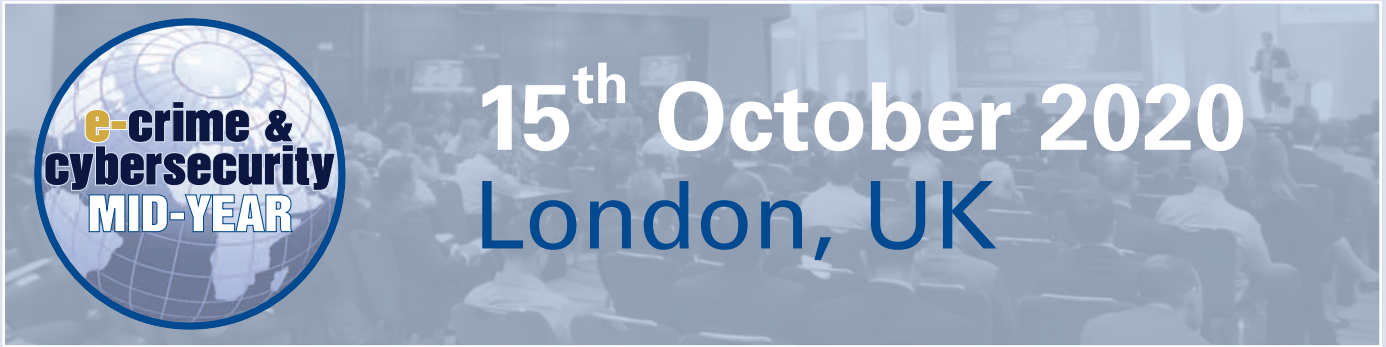 e-crime &
cybersecurity
MID-YEAR
15th October 2020
London, UK